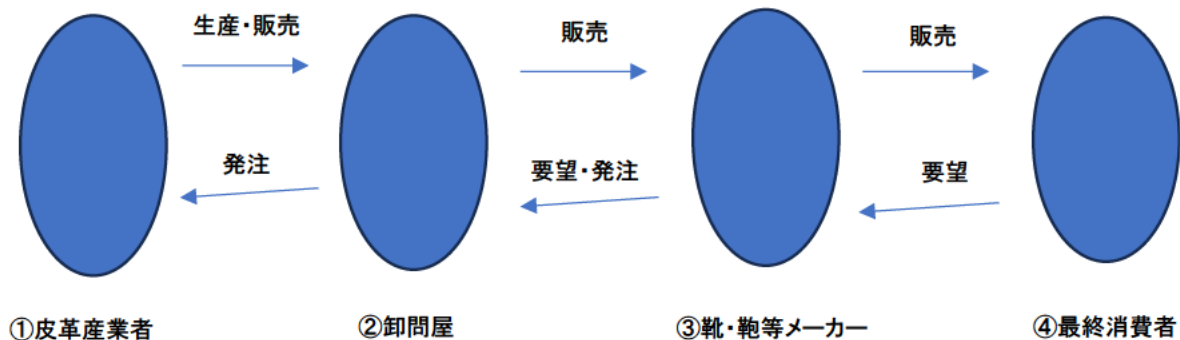 生産・販売
販売
販売
発注
要望・発注
要望
①皮革産業者
②卸問屋
③靴・鞄等メーカー
④最終消費者